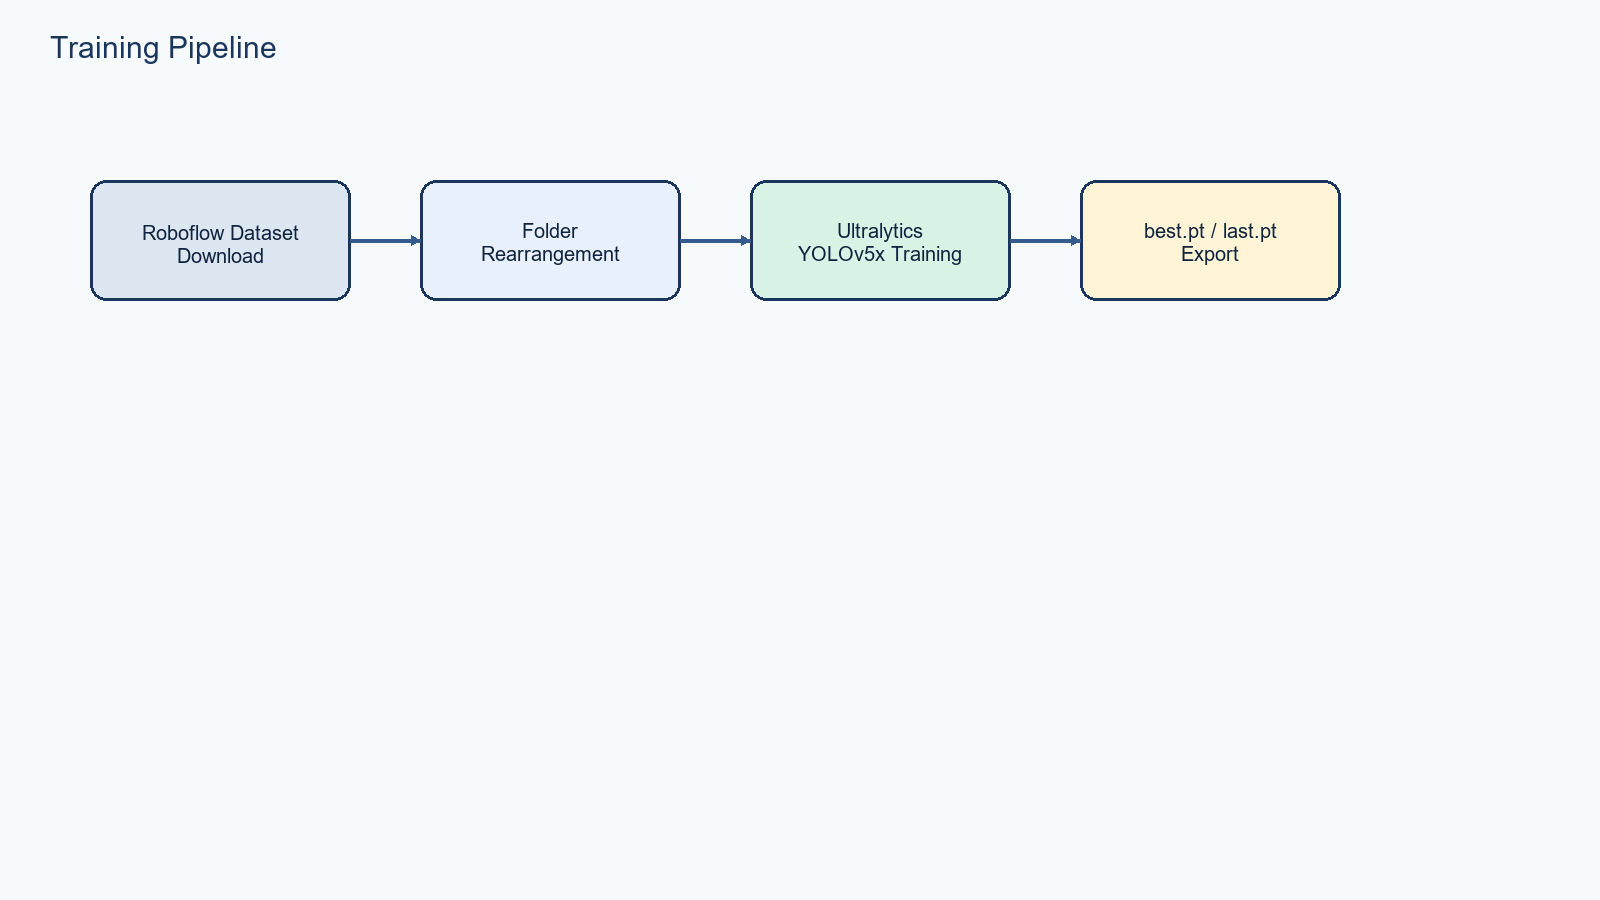 Training Pipeline
Roboflow Dataset
Download
Folder
Rearrangement
Ultralytics
YOLOv5x Training
best.pt / last.pt
Export